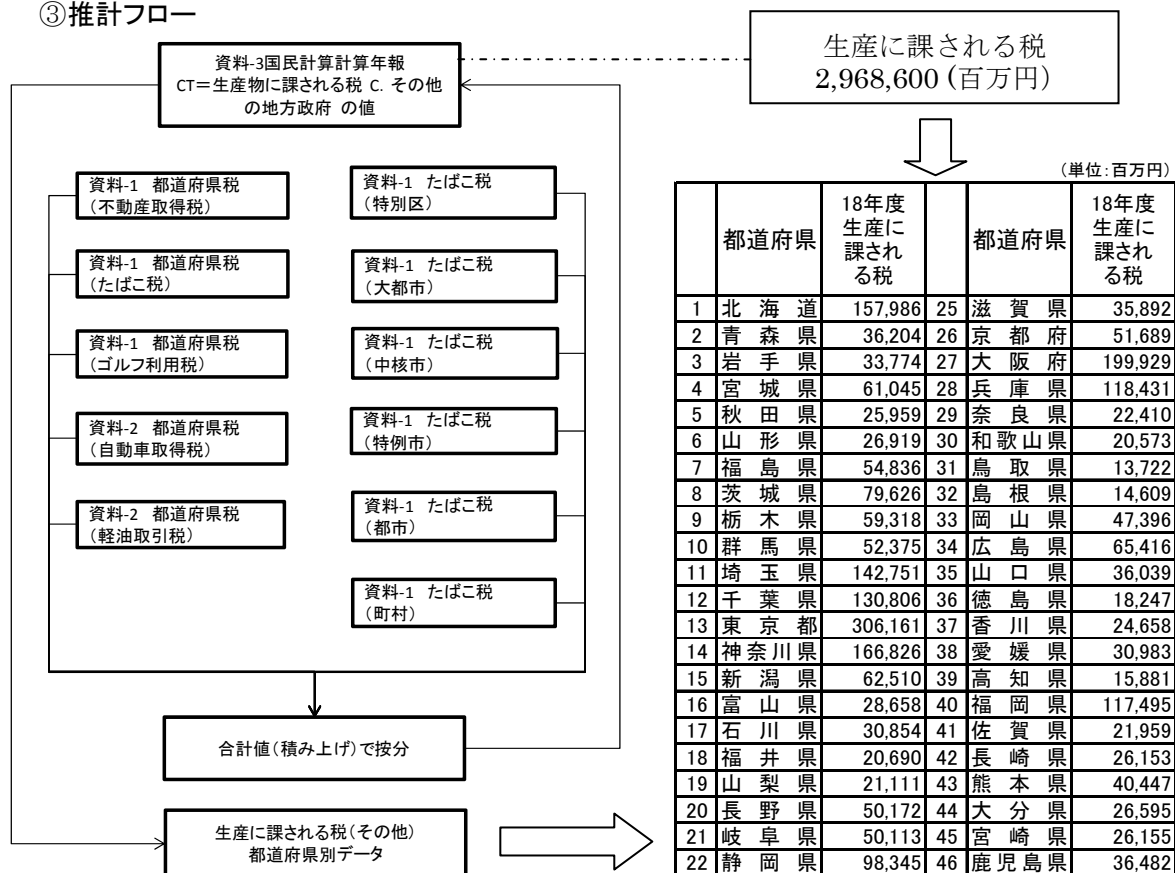 ③推計フロー
資料-3国民計算計算年報
CT＝生産物に課される税 C. その他
の地方政府 の値
生産に課される税
2,968,600 (百万円)
資料-1 都道府県税
（不動産取得税）
資料-1 都道府県税
（たばこ税）
資料-1 都道府県税
（ゴルフ利用税）
資料-2 都道府県税
（自動車取得税）
資料-2 都道府県税
（軽油取引税）
資料-1 たばこ税
（特別区）
資料-1 たばこ税
（大都市）
資料-1 たばこ税
（中核市）
資料-1 たばこ税
（特例市）
資料-1 たばこ税
（都市）
資料-1 たばこ税
（町村）
合計値（積み上げ）で按分
生産に課される税（その他）
都道府県別データ
（単位：百万円）
都道府県 18年度生産に課される税 都道府県 18年度生産に課される税
1 北海道 157,986 25 滋賀県 35,892
2 青森県 36,204 26 京都府 51,689
3 岩手県 33,774 27 大阪府 199,929
4 宮城県 61,045 28 兵庫県 118,431
5 秋田県 25,959 29 奈良県 22,410
6 山形県 26,919 30 和歌山県 20,573
7 福島県 54,836 31 鳥取県 13,722
8 茨城県 79,626 32 島根県 14,609
9 栃木県 59,318 33 岡山県 47,396
10 群馬県 52,375 34 広島県 65,416
11 埼玉県 142,751 35 山口県 36,039
12 千葉県 130,806 36 徳島県 18,247
13 東京都 306,161 37 香川県 24,658
14 神奈川県 166,826 38 愛媛県 30,983
15 新潟県 62,510 39 高知県 15,881
16 富山県 28,658 40 福岡県 117,495
17 石川県 30,854 41 佐賀県 21,959
18 福井県 20,690 42 長崎県 26,153
19 山梨県 21,111 43 熊本県 40,447
20 長野県 50,172 44 大分県 26,595
21 岐阜県 50,113 45 宮崎県 26,155
22 静岡県 98,345 46 鹿児島県 36,482